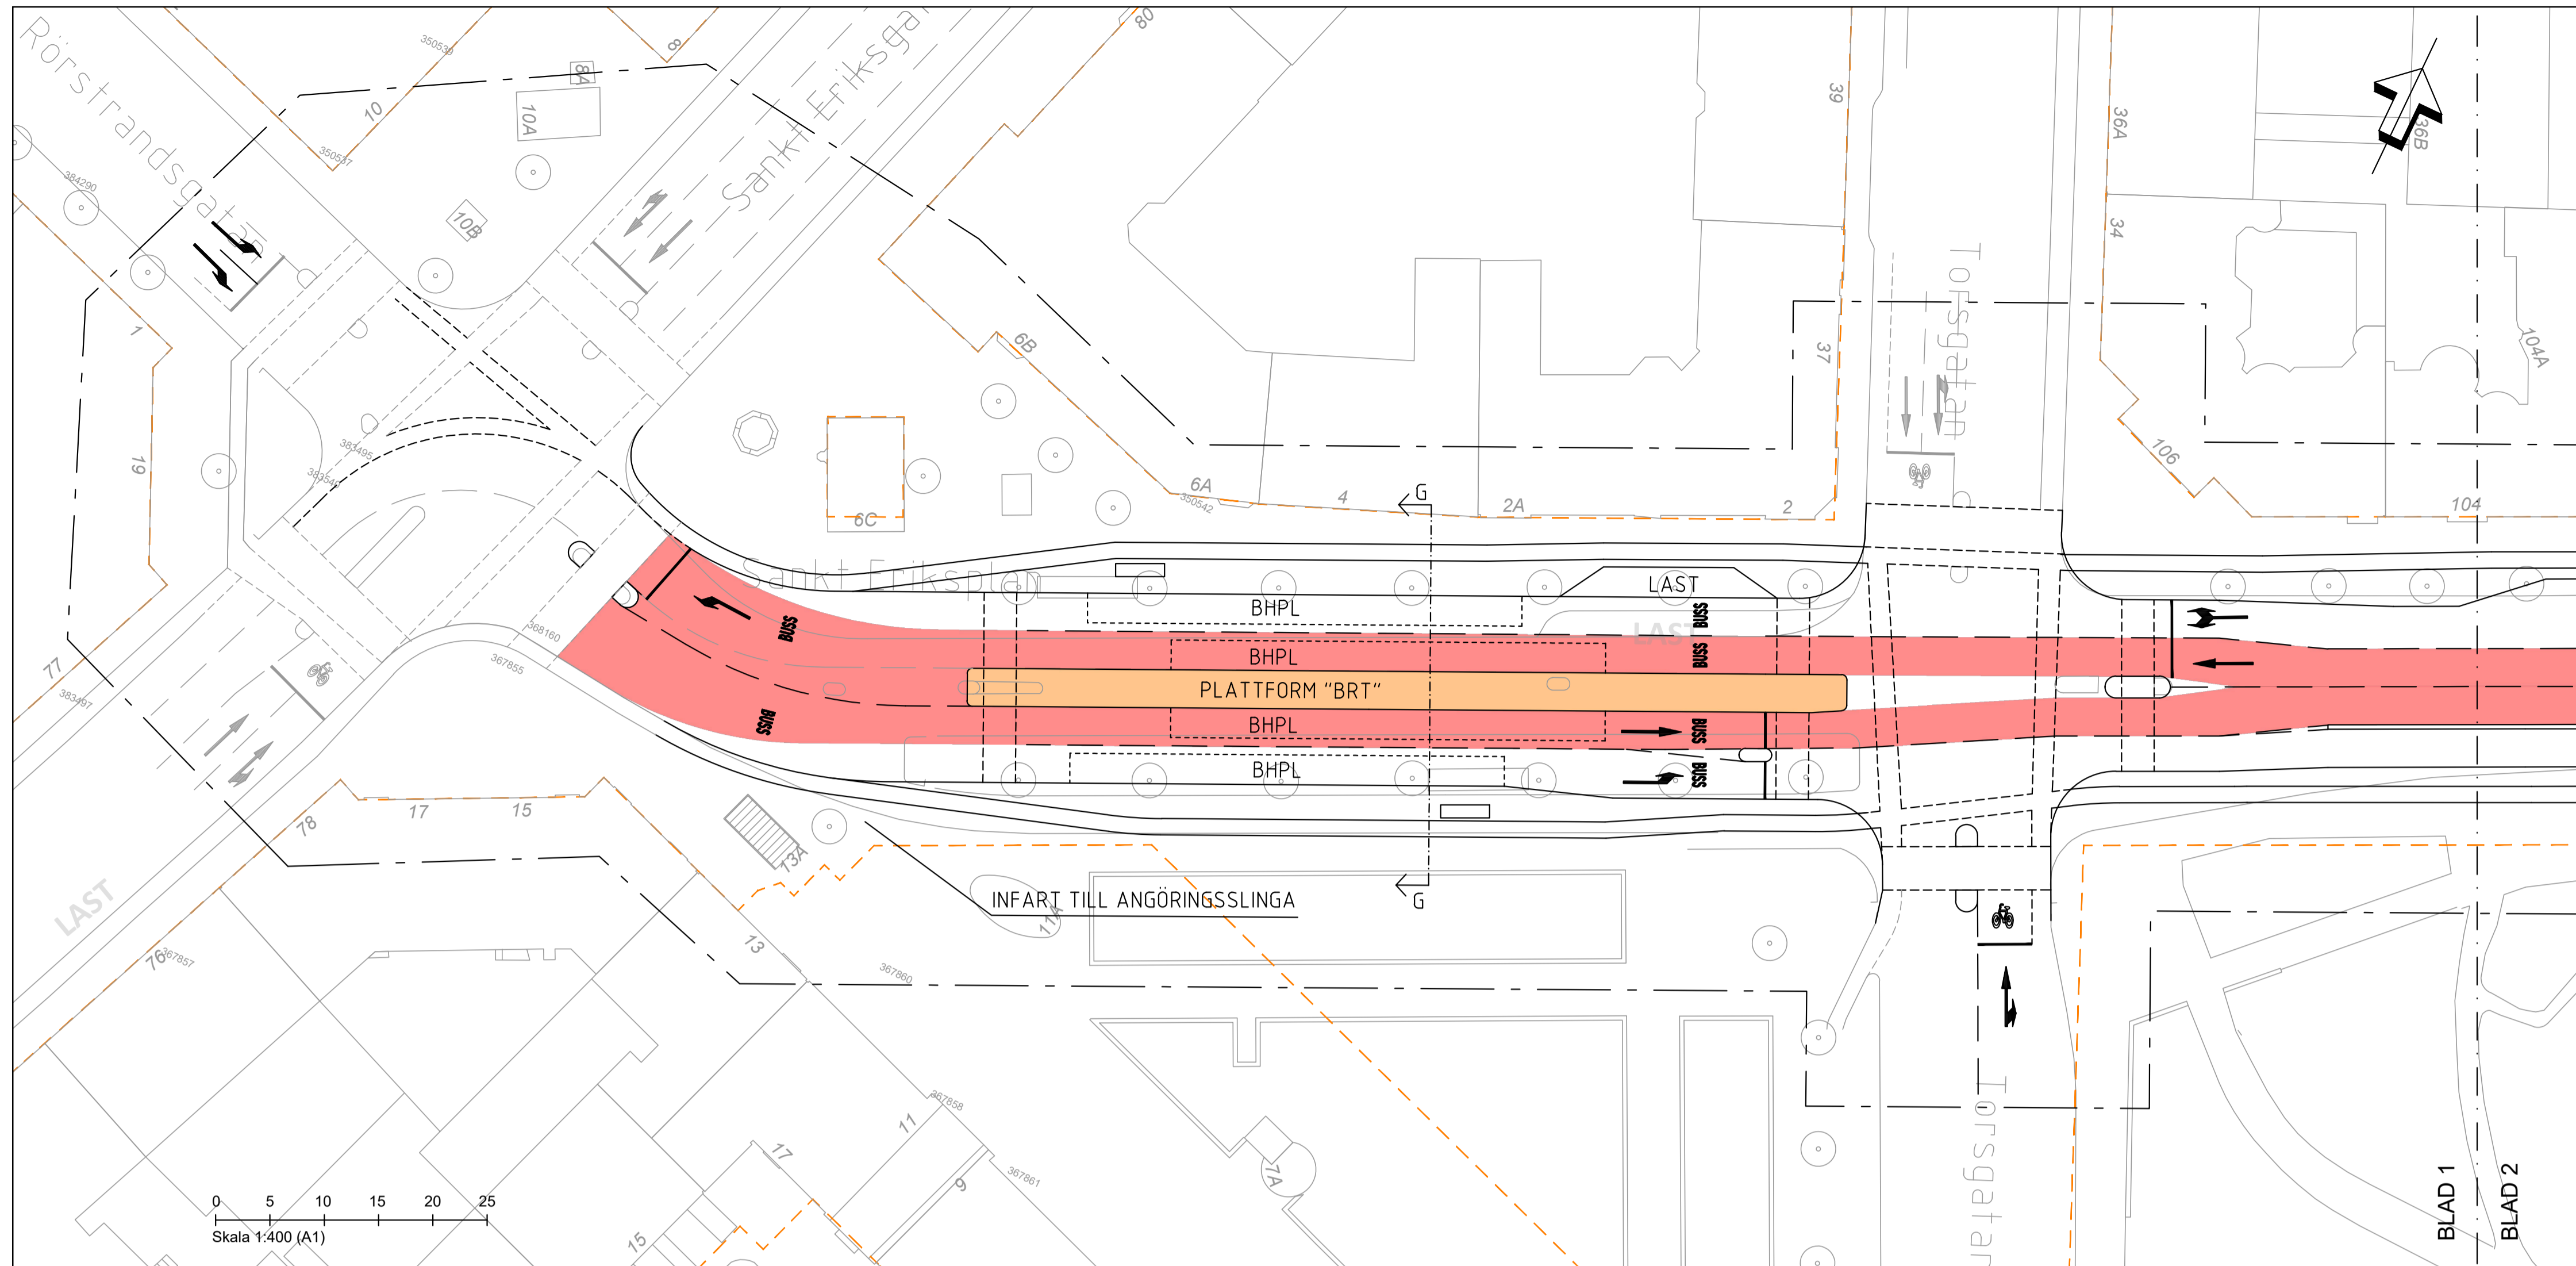 Rörstrandsgatan
350539
8
8A
10
10A
10B
350537
384290
Sankt Eriksga
80
39
36A
36B
34
Torsgatan
37
104A
106
104
1
19
383495
383540
6B
6A
350542
4
2A
2
6C
G
Sankt Eriksplan
LAST
BUSS
BHPL
LAST
BUSS
BHPL
BUSS
PLATTFORM "BRT"
BUSS
BHPL
BUSS
BHPL
BUSS
368160
367855
77
383497
78
17
15
13A
INFART TILL ANGÖRINGSSLINGA
11A
G
LAST
76
367857
13
367860
367858
11
17
9
367861
15
7A
Torsgatan
0 5 10 15 20 25
Skala 1:400 (A1)
BLAD 1
BLAD 2